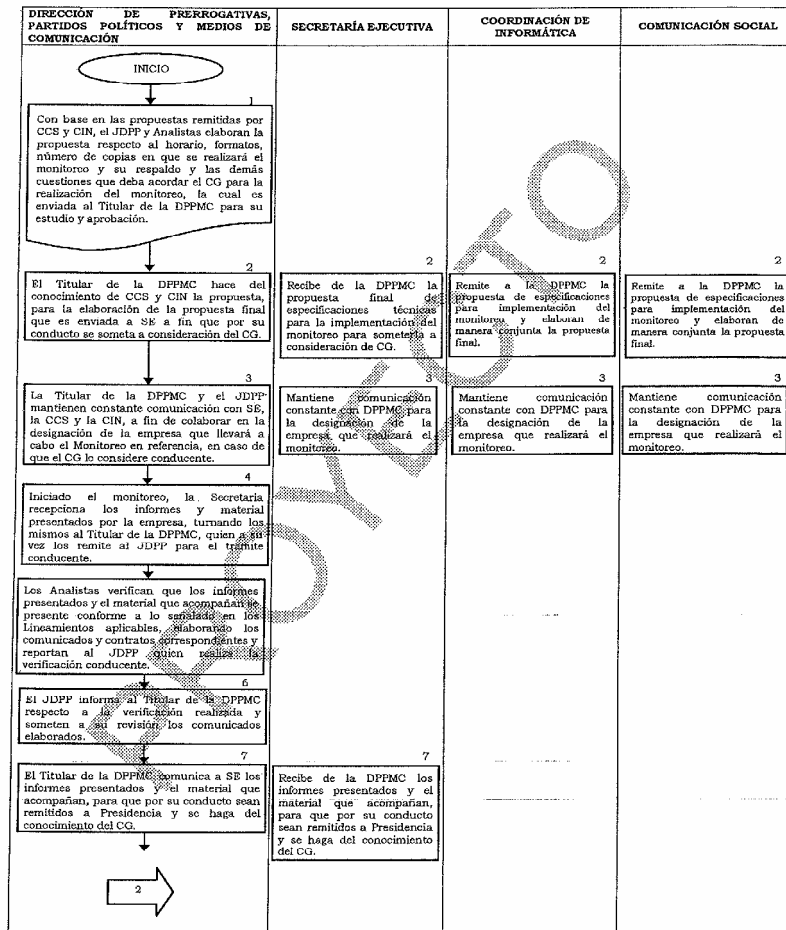 DIRECCIÓN DE PRERROGATIVAS,
PARTIDOS POLÍTICOS Y MEDIOS DE
COMUNICACIÓN
SECRETARÍA EJECUTIVA
COORDINACIÓN DE
INFORMÁTICA
COMUNICACIÓN SOCIAL
INICIO
1
Con base en las propuestas remitidas por
CCS y CIN, el JDPP y Analistas elaboran la
propuesta respecto al horario, formatos,
número de copias en que se realizará el
monitoreo y su respaldo y las demás
cuestiones que deba acordar el CG para la
realización del monitoreo, la cual es
enviada al Titular de la DPPMC para su
estudio y aprobación.
2
El Titular de la DPPMC hace del
conocimiento de CCS y CIN la propuesta,
para la elaboración de la propuesta final
que es enviada a SE a fin que por su
conducto se someta a consideración del CG.
2
Recibe de la DPPMC la
propuesta final de
especificaciones técnicas
para la implementación del
monitoreo para someterla a
consideración de CG.
2
Remite a la DPPMC la
propuesta de especificaciones
para implementación del
monitoreo y elaboran de
manera conjunta la propuesta
final.
2
Remite a la DPPMC la
propuesta de especificaciones
para implementación del
monitoreo y elaboran de
manera conjunta la propuesta
final.
3
La Titular de la DPPMC y el JDPP
mantienen constante comunicación con SE,
la CCS y la CIN, a fin de colaborar en la
designación de la empresa que llevará a
cabo el Monitoreo en referencia, en caso de
que el CG lo considere conducente.
3
Mantiene comunicación
constante con DPPMC para
la designación de la
empresa que realizará el
monitoreo.
3
Mantiene comunicación
constante con DPPMC para
la designación de la
empresa que realizará el
monitoreo.
3
Mantiene comunicación
constante con DPPMC para
la designación de la
empresa que realizará el
monitoreo.
4
Iniciado el monitoreo, la Secretaria
recepciona los informes y material
presentados por la empresa, turnando los
mismos al Titular de la DPPMC, quien a su
vez los remite al JDPP para el trámite
conducente.
Los Analistas verifican que los informes
presentados y el material que acompañan se
presente conforme a lo señalado en los
Lineamientos aplicables, elaborando los
comunicados y contratos correspondientes y
reportan al JDPP quien realiza la
verificación conducente.
6
El JDPP informa al Titular de la DPPMC
respecto a la verificación realizada y
someten a su revisión los comunicados
elaborados.
7
El Titular de la DPPMC comunica a SE los
informes presentados y el material que
acompañan, para que por su conducto sean
remitidos a Presidencia y se haga del
conocimiento del CG.
7
Recibe de la DPPMC los
informes presentados y el
material que acompañan,
para que por su conducto
sean remitidos a Presidencia
y se haga del conocimiento
del CG.
2
PROYECTO